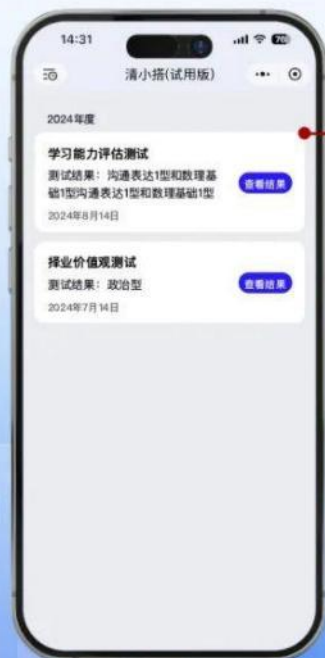 14:31
70
清小搭(试用版)
2024年度
学习能力评估测试
测试结果：沟通表达1型和数理基
础1型沟通表达1型和数理基础1型
查看结果
2024年8月14日
择业价值观测试
测试结果：政治型
查看结果
2024年7月14日